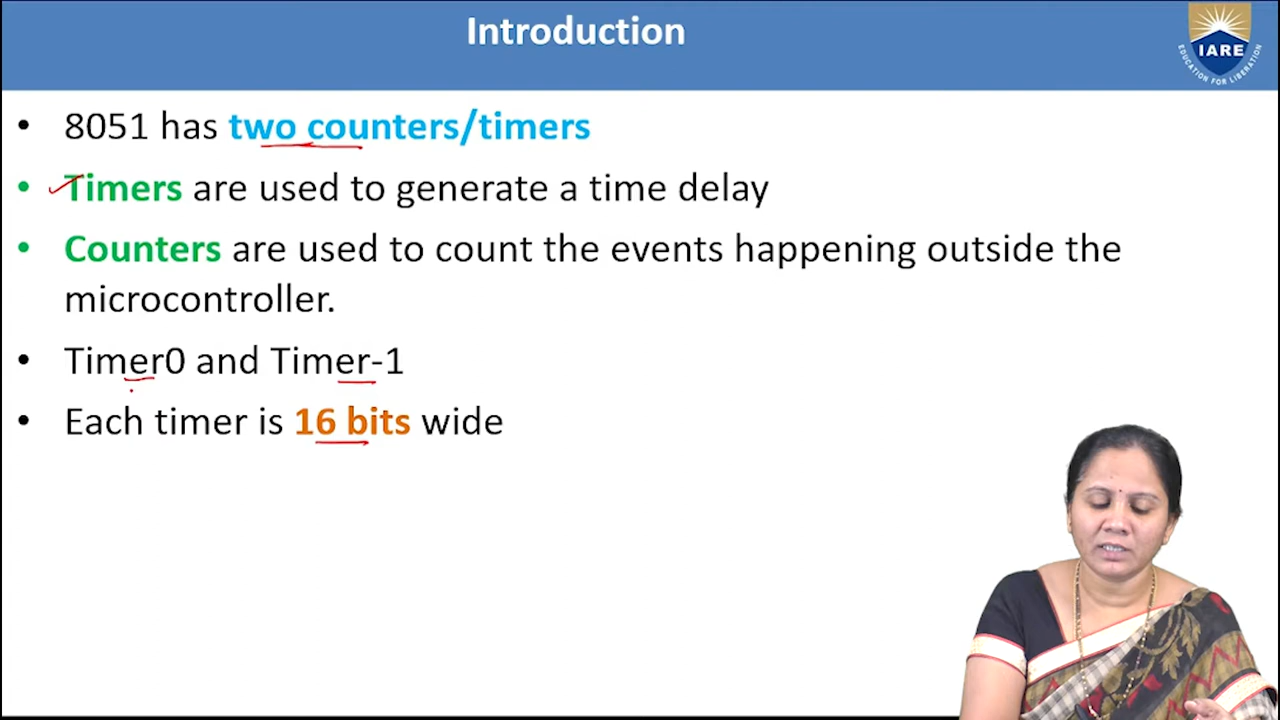 Introduction
IARE
EDUCATION FOR LIBERATION
• 8051 has two counters/timers
• Timers are used to generate a time delay
• Counters are used to count the events happening outside the
microcontroller.
• Timer0 and Timer-1
• Each timer is 16 bits wide